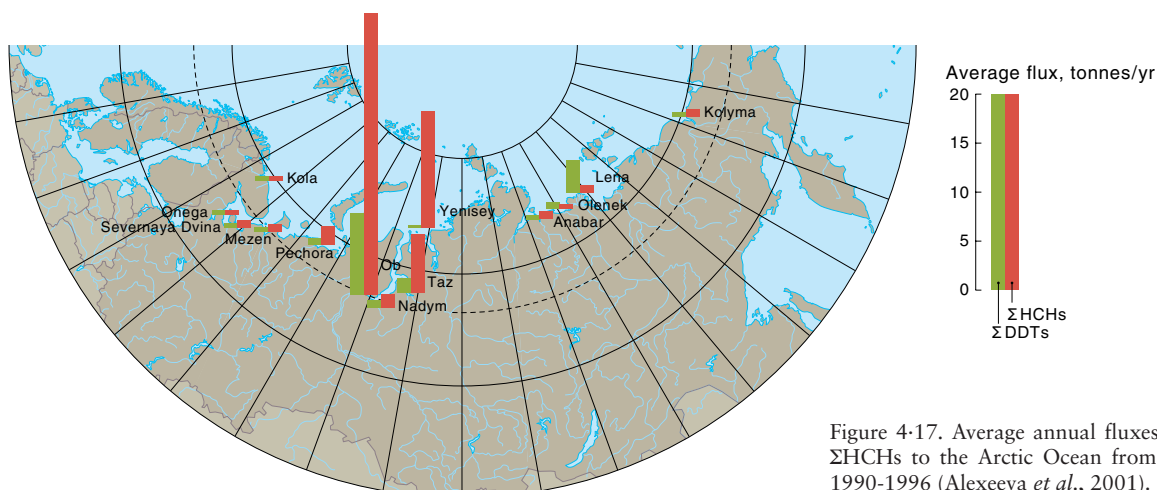 Average flux, tonnes/yr
20
15
10
5
0
ΣHCHs
ΣDDTs
Kolyma
Lena
Olenek
Anabar
Kola
Onega
Severnaya Dvina
Mezen
Pechora
Yenisey
Ob
Taz
Nadym
Figure 4·17. Average annual fluxes
ΣHCHs to the Arctic Ocean from
1990-1996 (Alexeeva et al., 2001).